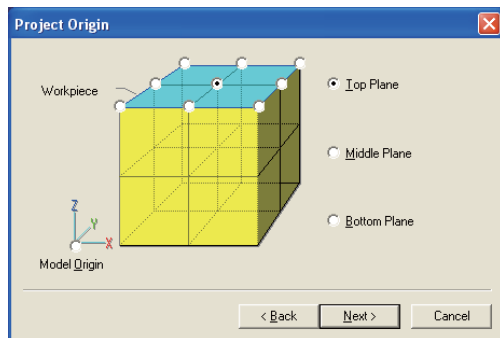 Project Origin
Workpiece
Top Plane
Middle Plane
Z
Y
X
Bottom Plane
Model Origin
< Back
Next >
Cancel